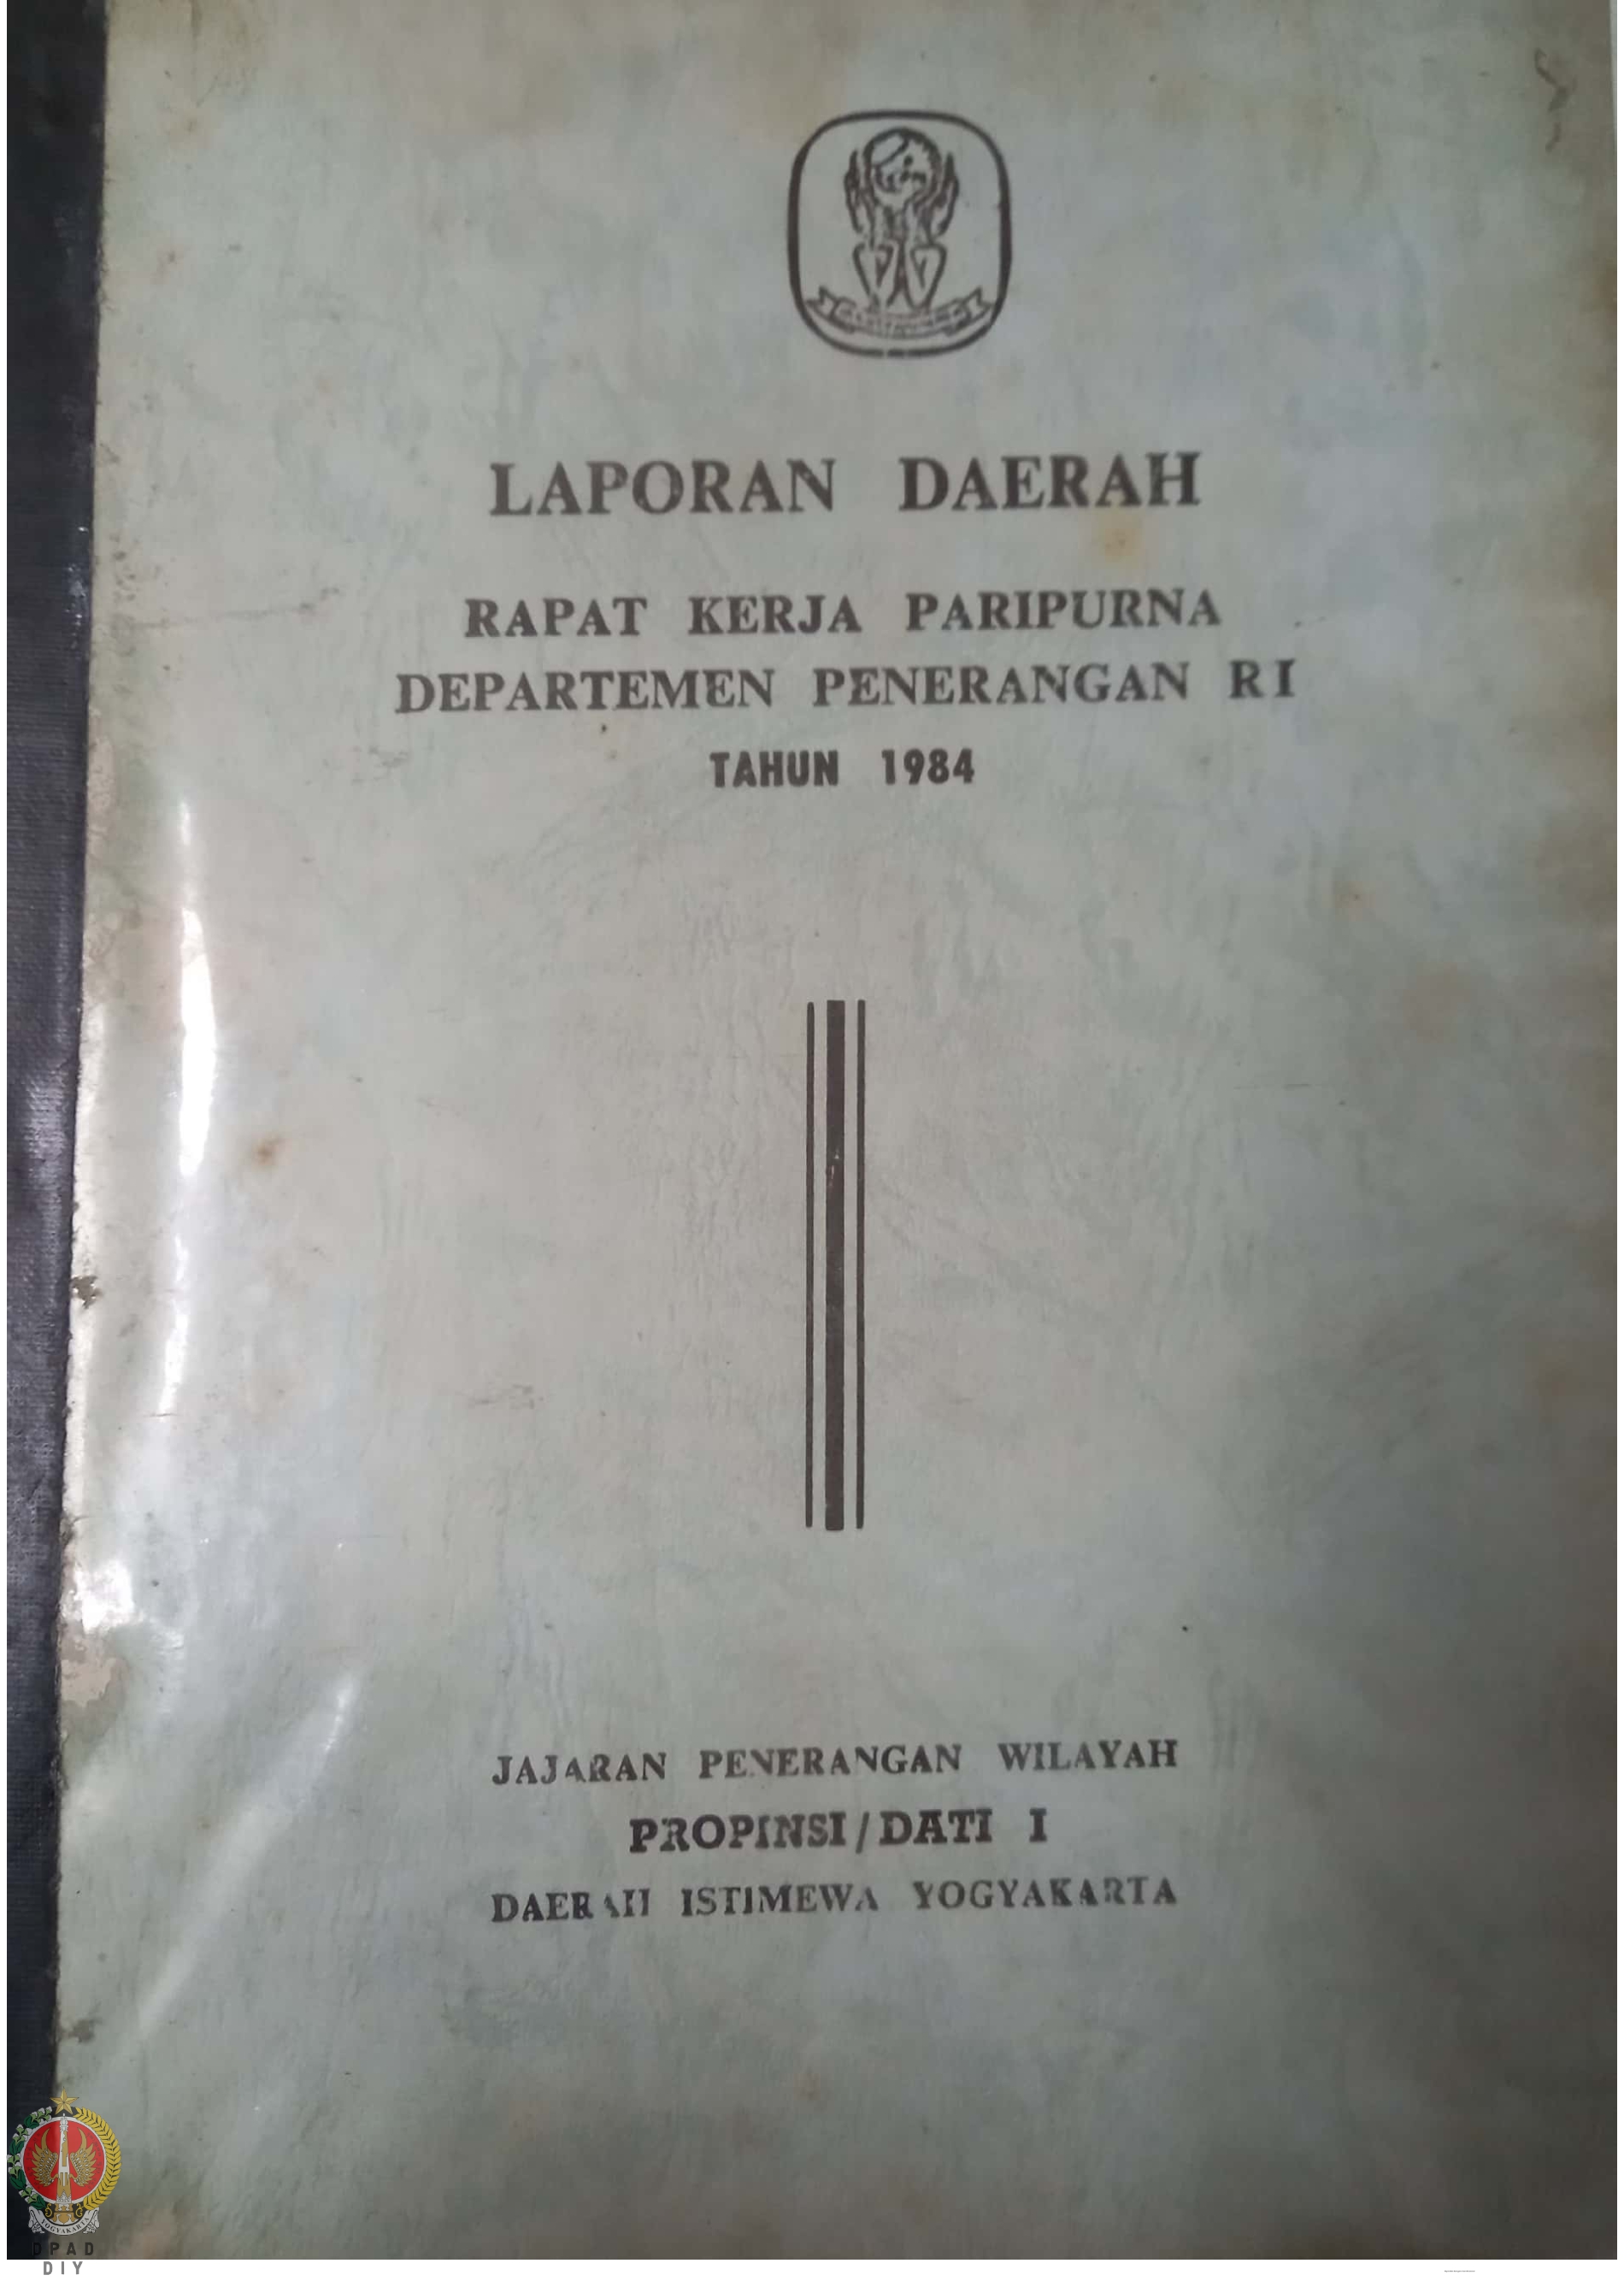 LAPORAN DAERAH
RAPAT KERJA PARIPURNA
DEPARTEMEN PENERANGAN RI
TAHUN 1984
JAJARAN PENERANGAN WILAYAH
PROPINSI/DATI I
DAERAH ISTIMEWA YOGYAKARTA
YOGYAKARTA
DPAD
DIY